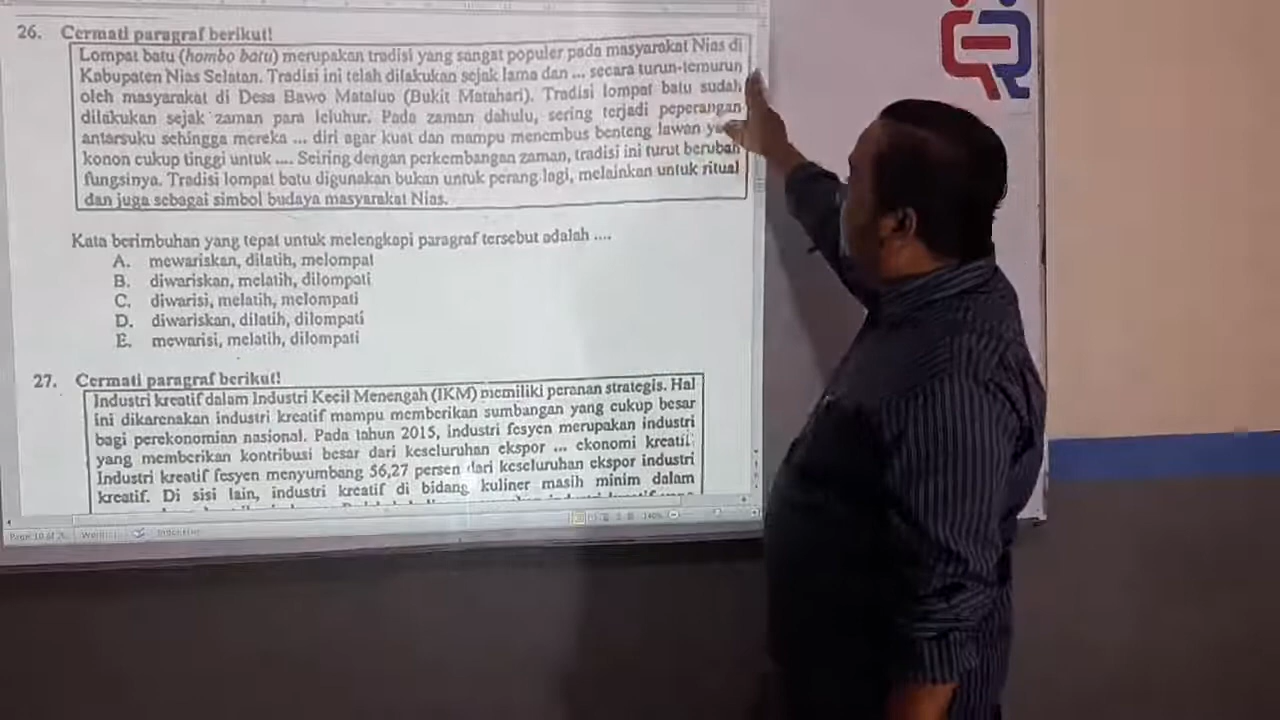 26. Cermati paragraf berikut!
Lompat batu (hombo batu) merupakan tradisi yang sangat populer pada masyarakat Nias di
Kabupaten Nias Selatan. Tradisi ini telah dilakukan sejak lama dan ... secara turun-temurun
oleh masyarakat di Desa Bawo Mataluo (Bukit Matahari). Tradisi lompat batu sudah
dilakukan sejak zaman para leluhur. Pada zaman dahulu, sering terjadi peperangan
antarsuku sehingga mereka ... diri agar kuat dan mampu menembus benteng lawan
konon cukup tinggi untuk .... Seiring dengan perkembangan zaman, tradisi ini turut berubah
fungsinya. Tradisi lompat batu digunakan bukan untuk perang lagi, melainkan untuk ritual
dan juga sebagai simbol budaya masyarakat Nias.
Kata berimbuhan yang tepat untuk melengkapi paragraf tersebut adalah ....
A. mewariskan, dilatih, melompat
B. diwariskan, melatih, dilompati
C. diwarisi, melatih, melompati
D. diwariskan, dilatih, dilompati
E. mewarisi, melatih, dilompati
27. Cermati paragraf berikut!
Industri kreatif dalam Industri Kecil Menengah (IKM) memiliki peranan strategis. Hal
ini dikarenakan industri kreatif mampu memberikan sumbangan yang cukup besar
bagi perekonomian nasional. Pada tahun 2015, industri fesyen merupakan industri
yang memberikan kontribusi besar dari keseluruhan ekspor ... ekonomi kreatif.
Industri kreatif fesyen menyumbang 56,27 persen dari keseluruhan ekspor industri
kreatif. Di sisi lain, industri kreatif di bidang kuliner masih minim dalam